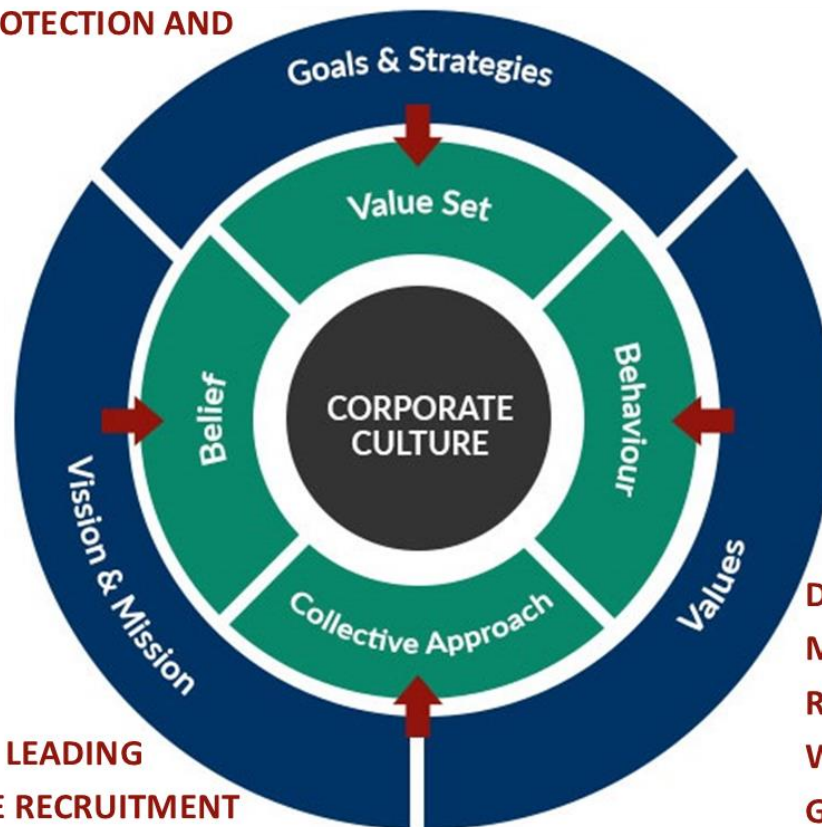 OTECTION AND
Goals & Strategies
Value Set
Belief
Behaviour
CORPORATE
CULTURE
Vission & Mission
Collective Approach
Values
D
M
R
W
G
LEADING
E RECRUITMENT